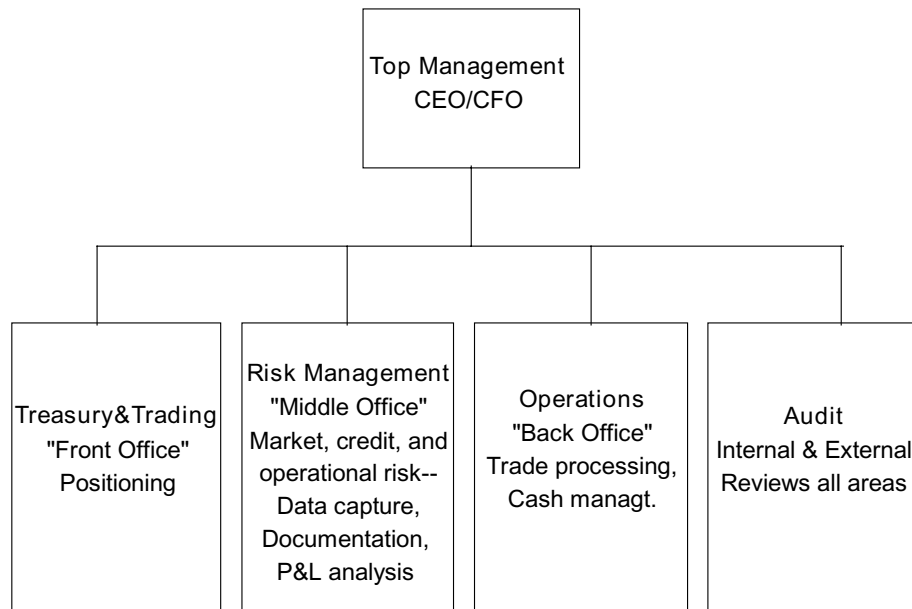 Top Management
CEO/CFO
Treasury&Trading
"Front Office"
Positioning
Risk Management
"Middle Office"
Market, credit, and
operational risk--
Data capture,
Documentation,
P&L analysis
Operations
"Back Office"
Trade processing,
Cash managt.
Audit
Internal & External
Reviews all areas